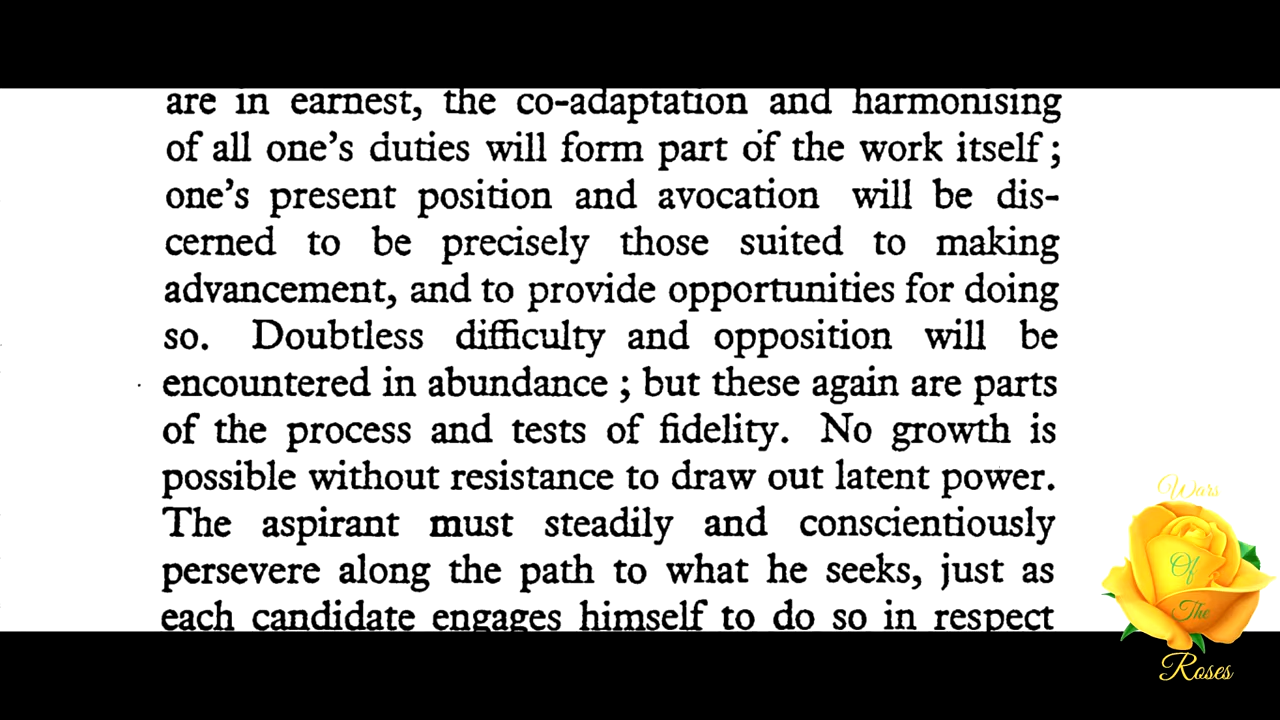 are in earnest, the co-adaptation and harmonising
of all one's duties will form part of the work itself ;
one's present position and avocation will be dis-
cerned to be precisely those suited to making
advancement, and to provide opportunities for doing
so. Doubtless difficulty and opposition will be
encountered in abundance ; but these again are parts
of the process and tests of fidelity. No growth is
possible without resistance to draw out latent power.
The aspirant must steadily and conscientiously
persevere along the path to what he seeks, just as
each candidate engages himself to do so in respect
Wars
Of
The
Roses